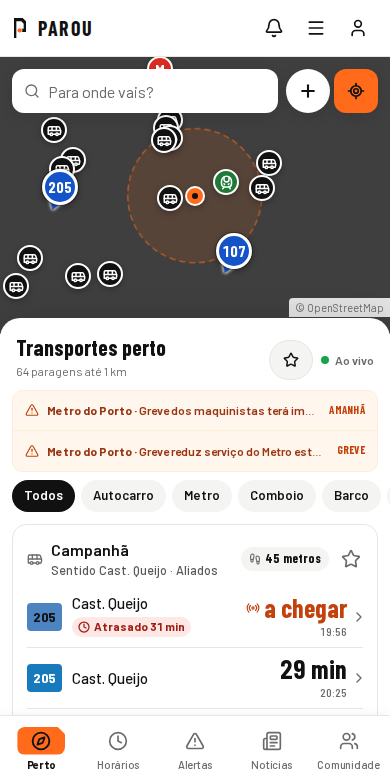 PAROU
M
Para onde vais?
205
107
© OpenStreetMap
Transportes perto
64 paragens até 1 km
Ao vivo
Metro do Porto · Greve dos maquinistas terá im... AMANHÃ
Metro do Porto · Greve reduz serviço do Metro est... GREVE
Todos Autocarro Metro Comboio Barco
Campanhã
Sentido Cast. Queijo · Aliados
45 metros
205 Cast. Queijo a chegar
Atrasado 31 min 19:56
205 Cast. Queijo 29 min
20:25
Perto Horários Alertas Notícias Comunidade